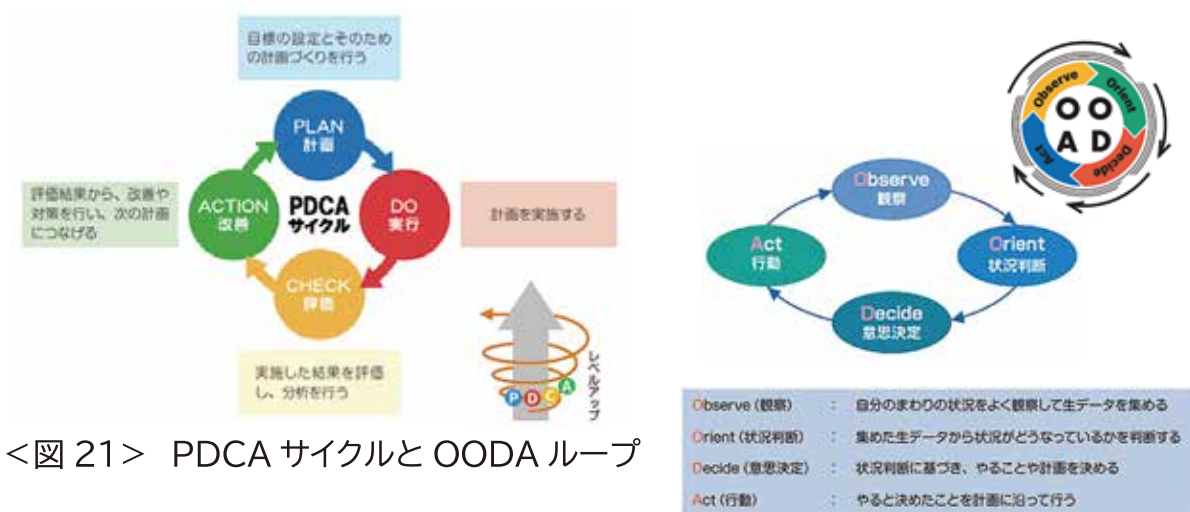 目標の設定とそのため
の計画づくりを行う
PLAN
計画
評価結果から、改善や
対策を行い、次の計画
につなげる
ACTION
改善
PDCA
サイクル
DO
実行
計画を実施する
CHECK
評価
実施した結果を評価
し、分析を行う
P D C A
レベルアップ
<図 21> PDCA サイクルと OODA ループ
Observe
Orient
Decide
Act
O O
A D
Observe
観察
Orient
状況判断
Decide
意思決定
Act
行動
Observe(観察) : 自分のまわりの状況をよく観察して生データを集める
Orient(状況判断) : 集めた生データから状況がどうなっているかを判断する
Decide(意思決定) : 状況判断に基づき、やることや計画を決める
Act(行動) : やると決めたことを計画に沿って行う